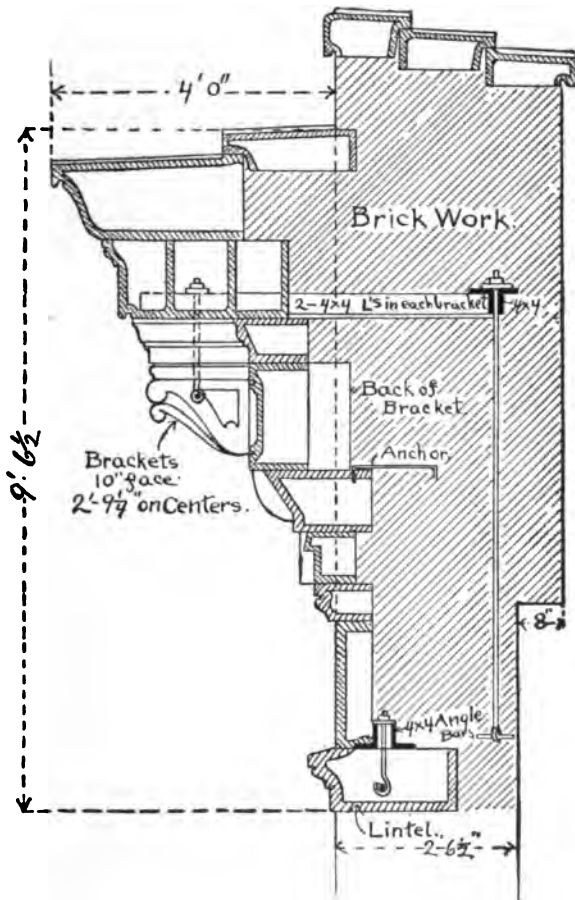 4' 0"
Brick Work.
2-4x4 L's in each bracket
4x4.
Back of
Bracket.
Anchor
Brackets
10" face.
2'-9¼" on Centers.
9' 6½
8"
4x4 Angle
Bar
Lintel.
2-6½"